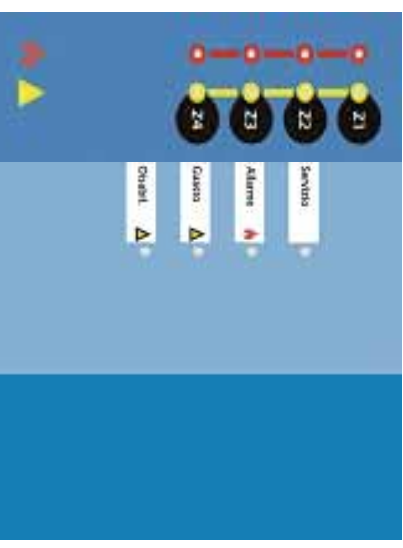 Z1
Z2
Z3
Z4
Servizio
Allarme
Guasto
Disabil.